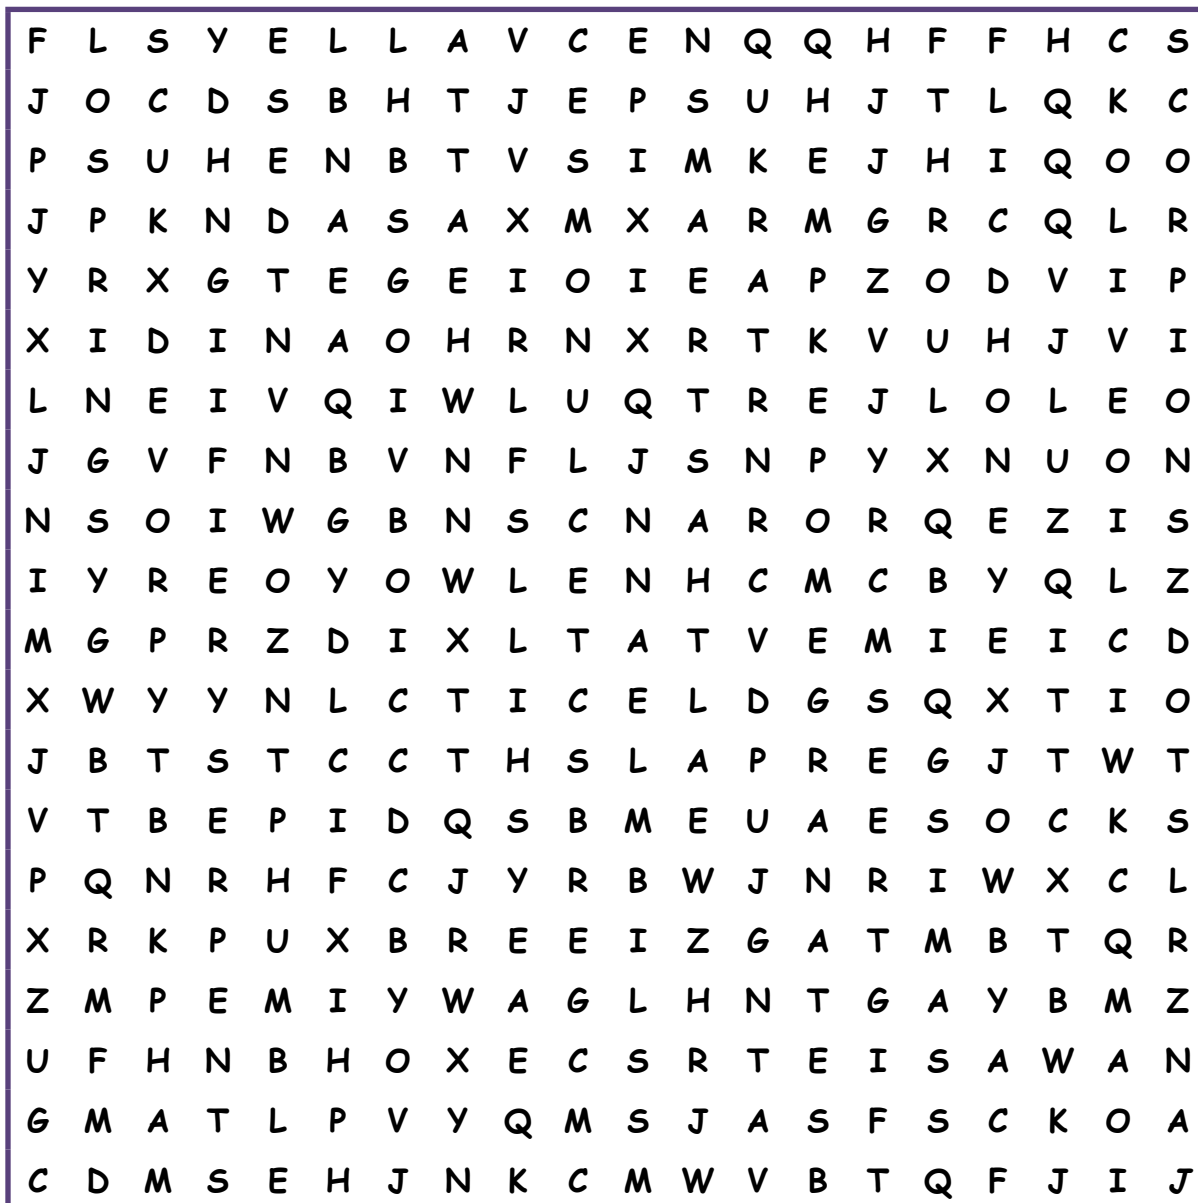 F L S Y E L L A V C E N Q Q H F F H C S
J O C D S B H T J E P S U H J T L Q K C
P S U H E N B T V S I M K E J H I Q O O
J P K N D A S A X M X A R M G R C Q L R
Y R X G T E G E I O I E A P Z O D V I P
X I D I N A O H R N X R T K V U H J V I
L N E I V Q I W L U Q T R E J L O L E O
J G V F N B V N F L J S N P Y X N U O N
N S O I W G B N S C N A R O R Q E Z I S
I Y R E O Y O W L E N H C M C B Y Q L Z
M G P R Z D I X L T A T V E M I E I C D
X W Y Y N L C T I C E L D G S Q X T I O
J B T S T C C T H S L A P R E G J T W T
V T B E P I D Q S B M E U A E S O C K S
P Q N R H F C J Y R B W J N R I W X C L
X R K P U X B R E E I Z G A T M B T Q R
Z M P E M I Y W A G L H N T G A Y B M Z
U F H N B H O X E C S R T E I S A W A N
G M A T L P V Y Q M S J A S F S C K O A
C D M S E H J N K C M W V B T Q F J I J